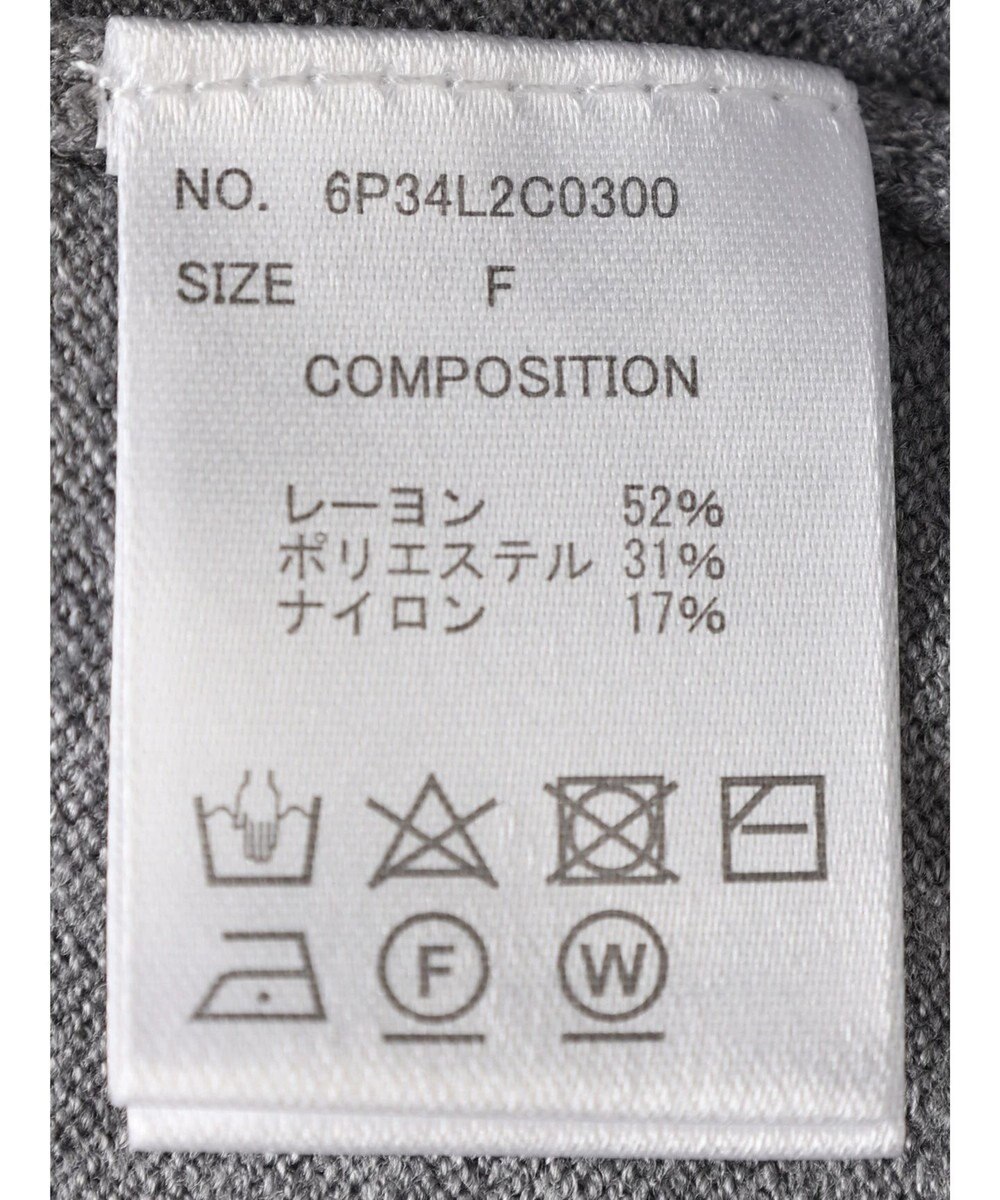 NO. 6P34L2C0300
SIZE F
COMPOSITION
レーヨン 52%
ポリエステル 31%
ナイロン 17%
F W